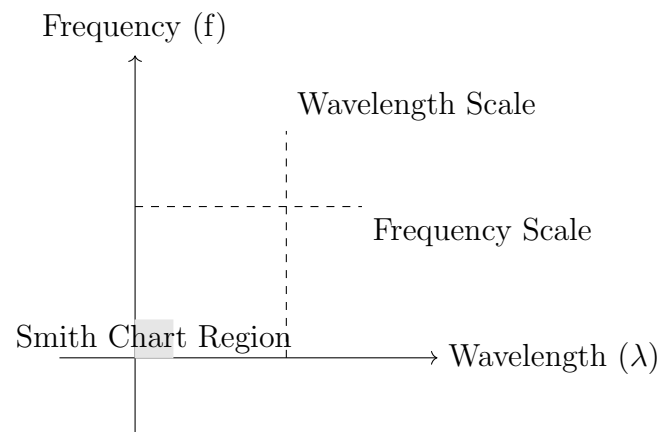 Frequency (f)
Wavelength Scale
Frequency Scale
Smith Chart Region
Wavelength (λ)